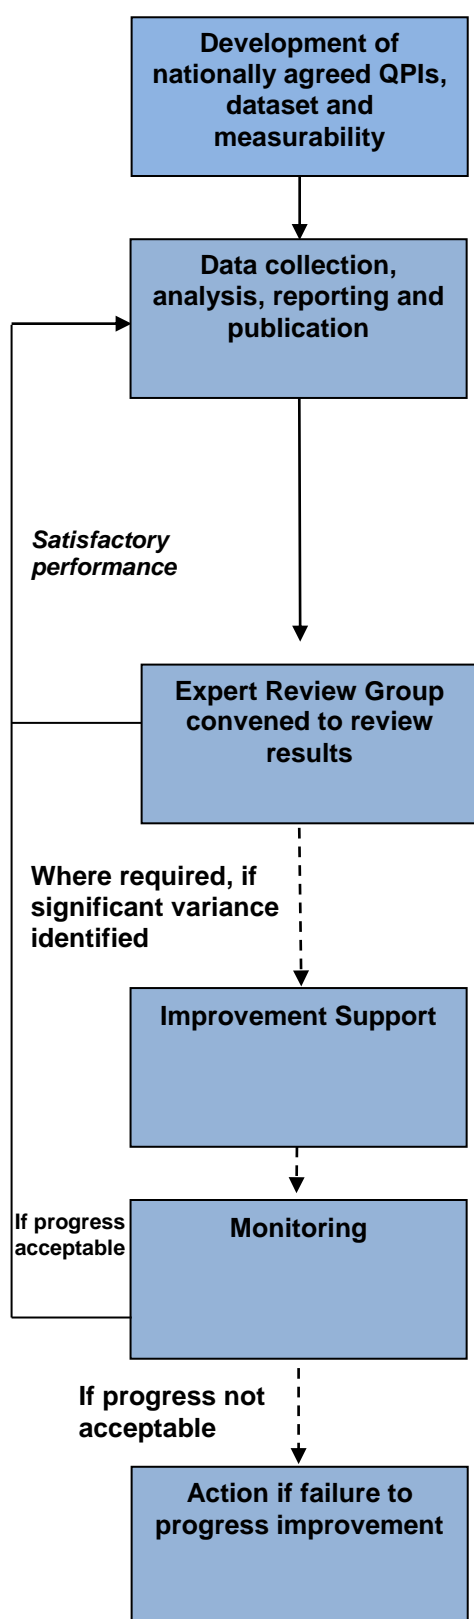 Development of
nationally agreed QPIs,
dataset and
measurability
Data collection,
analysis, reporting and
publication
Satisfactory
performance
Expert Review Group
convened to review
results
Where required, if
significant variance
identified
Improvement Support
If progress
acceptable
Monitoring
If progress not
acceptable
Action if failure to
progress improvement